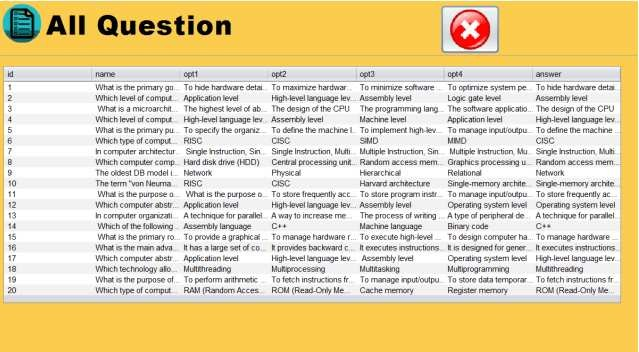 All Question
id name opt1 opt2 opt3 opt4 answer
1 What is the primary go... To hide hardware detai... To maximize hardwar... To minimize software ... To optimize system pe... To hide hardware detai...
2 Which level of comput... Application level High-level language lev... Assembly level Logic gate level Assembly level
3 What is a microarchit... The highest level of ab... The design of the CPU The programming lang... The software applicatio... The design of the CPU
4 Which level of comput... High-level language lev... Assembly level Machine level Application level High-level language lev...
5 What is the primary pu... To specify the organiz... To define the machine l... To implement high-lev... To manage input/outpu... To define the machine ...
6 Which type of comput... RISC CISC SIMD MIMD CISC
7 In computer architectur... Single Instruction, Sin... Single Instruction, Multi... Multiple Instruction, Sin... Multiple Instruction, Mu... Single Instruction, Multi...
8 Which computer comp... Hard disk drive (HDD) Central processing unit... Random access mem... Graphics processing u... Random access mem...
9 The oldest DB model i... Network Physical Hierarchical Relational Network
10 The term "von Neuma... RISC CISC Harvard architecture Single-memory archite... Single-memory archite...
11 What is the purpose o... What is the purpose o... To store frequently acc... To store program instr... To manage input/outpu... To store frequently ac...
12 Which computer abstr... Application level High-level language lev... Assembly level Operating system level Operating system level
13 In computer organizati... A technique for parallel... A way to increase me... The process of writing ... A type of peripheral de... A technique for parallel...
14 Which of the following ... Assembly language C++ Machine language Binary code C++
15 What is the primary ro... To provide a graphical ... To manage hardware r... To execute high-level ... To design computer ha... To manage hardware ...
16 What is the main adva... It has a large set of co... It provides backward c... It executes instructions... It is designed for gener... It executes instructions...
17 Which computer abstr... Application level High-level language lev... Assembly level Operating system level High-level language lev...
18 Which technology allo... Multithreading Multiprocessing Multitasking Multiprogramming Multithreading
19 What is the purpose of... To perform arithmetic ... To fetch instructions fr... To manage input/outpu... To store data temporar... To fetch instructions fr...
20 Which type of comput... RAM (Random Acces... ROM (Read-Only Me... Cache memory Register memory ROM (Read-Only Me...